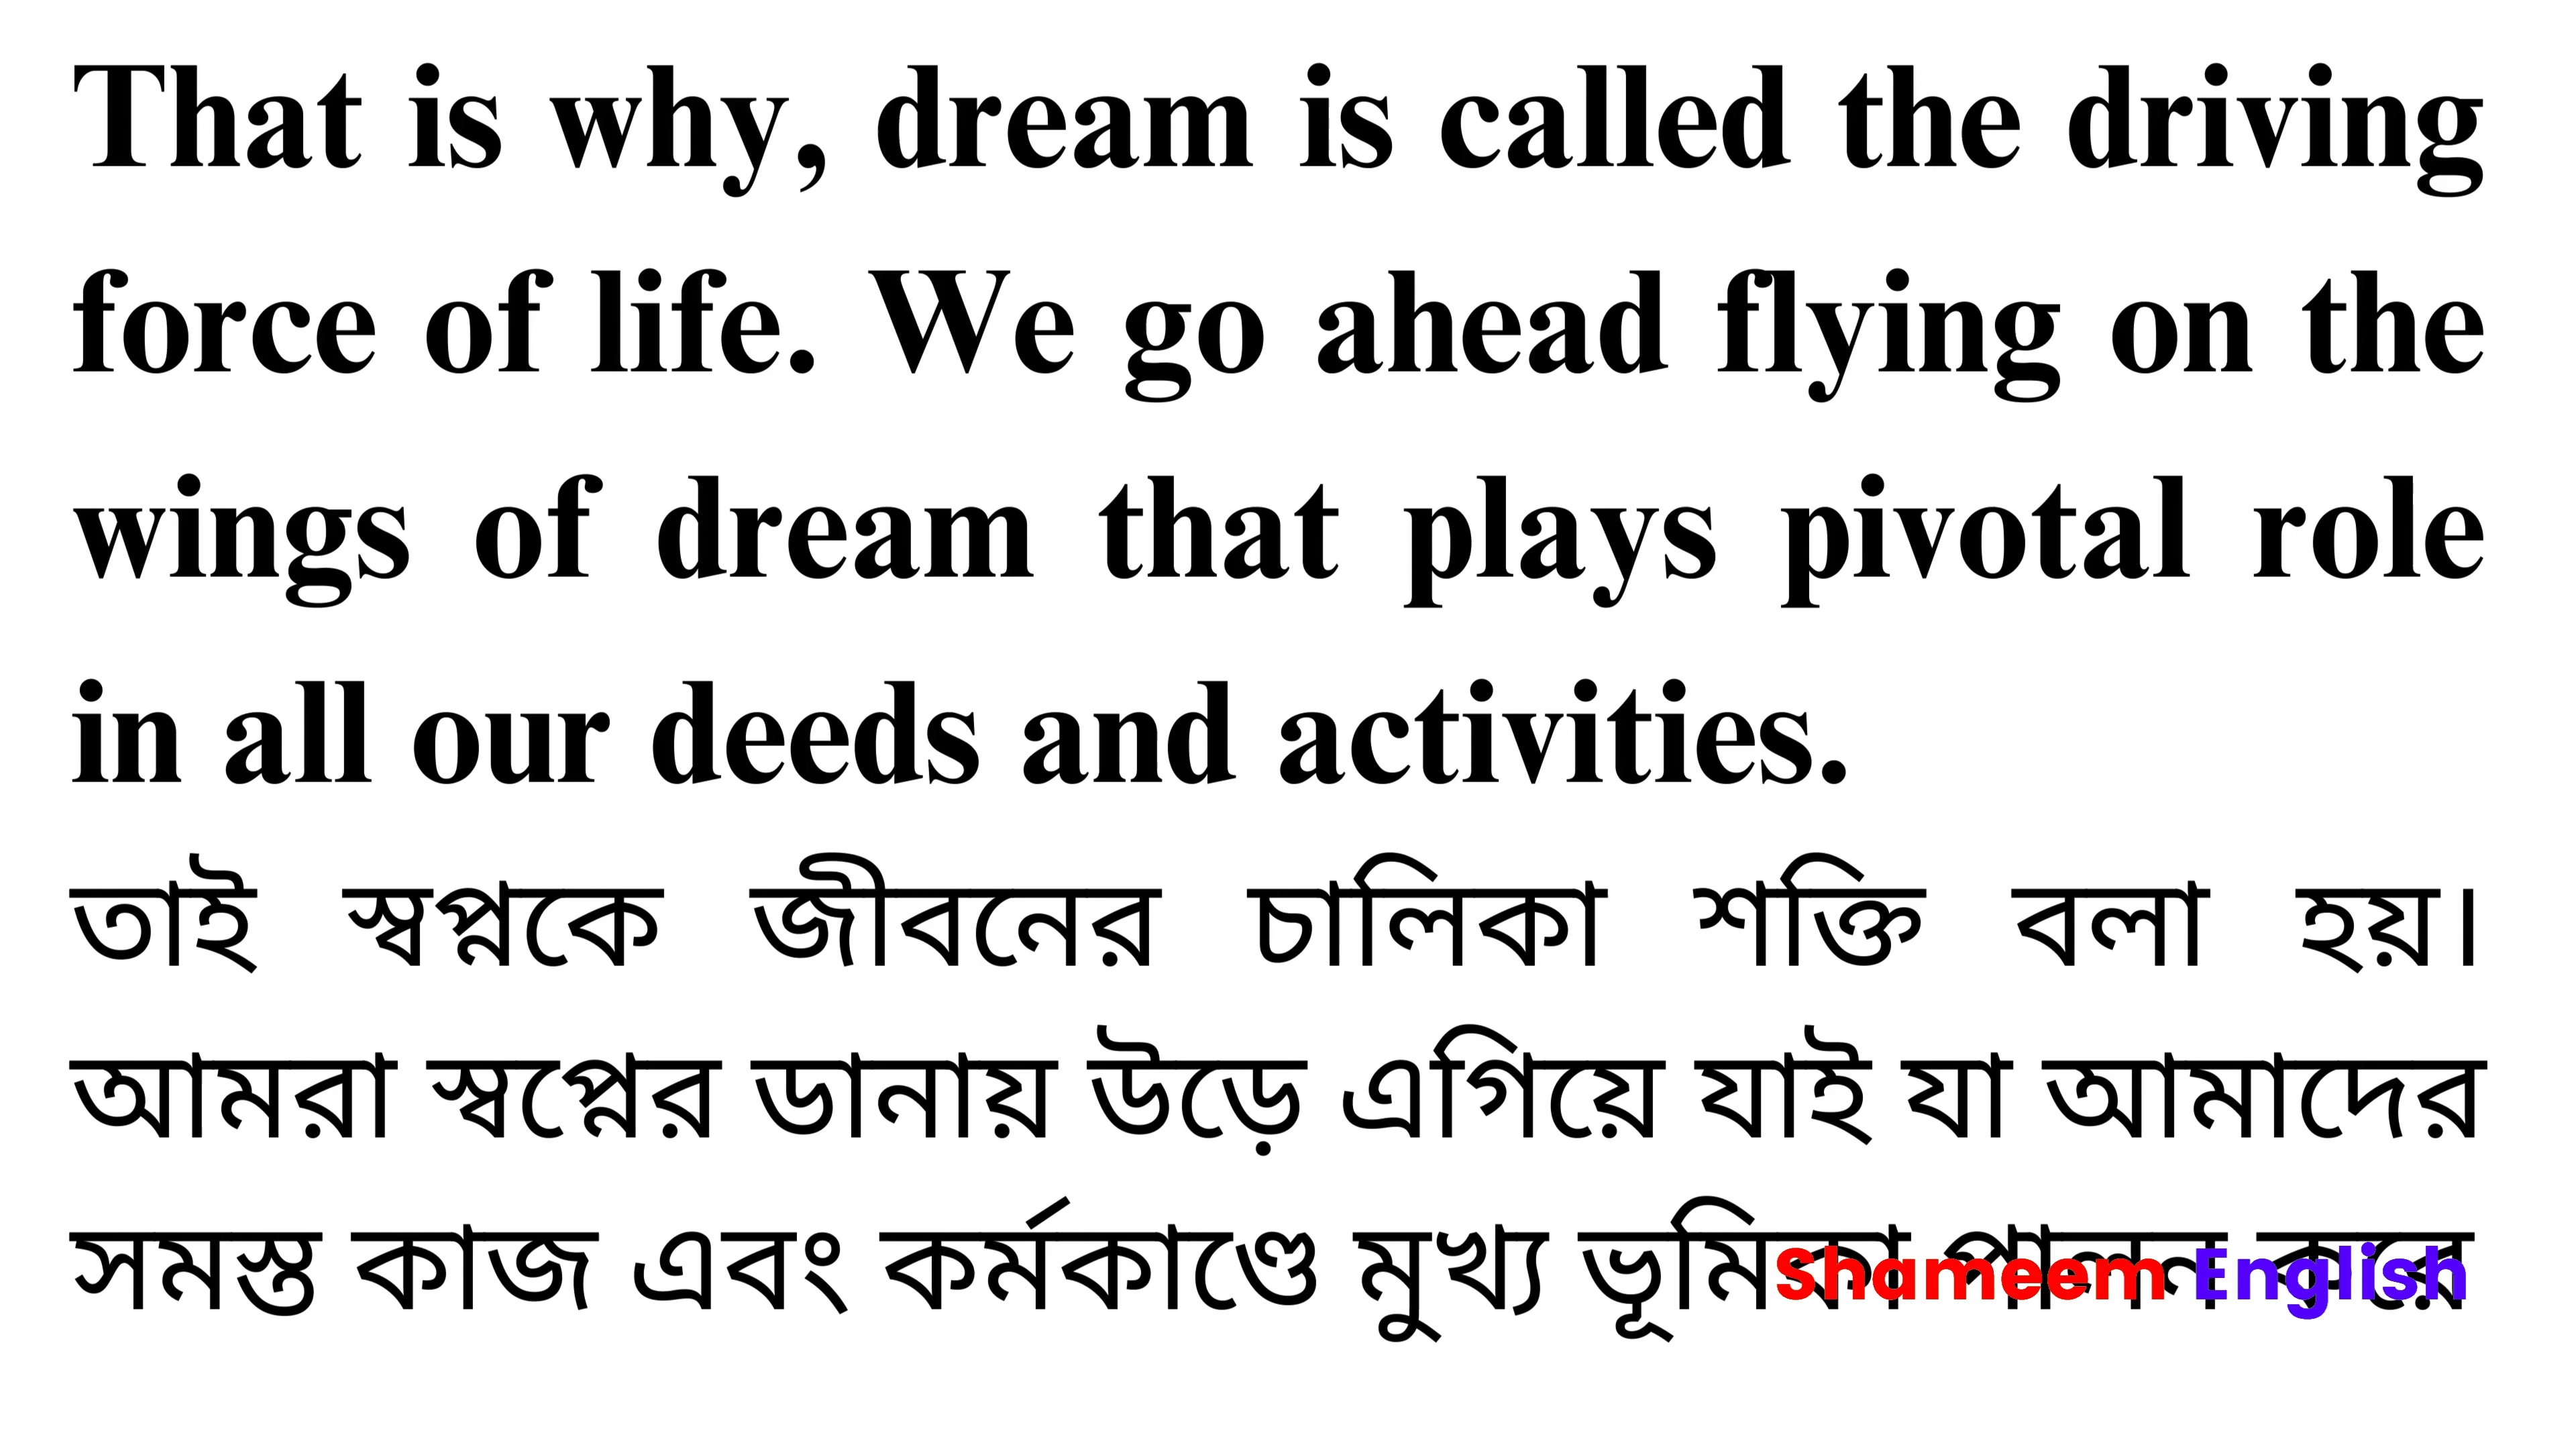 That is why, dream is called the driving
force of life. We go ahead flying on the
wings of dream that plays pivotal role
in all our deeds and activities.
তাই স্বপ্নকে জীবনের চালিকা শক্তি বলা হয়।
আমরা স্বপ্নের ডানায় উড়ে এগিয়ে যাই যা আমাদের
সমস্ত কাজ এবং কর্মকাণ্ডে মুখ্য ভূমিকা পালন করে
Shameem English